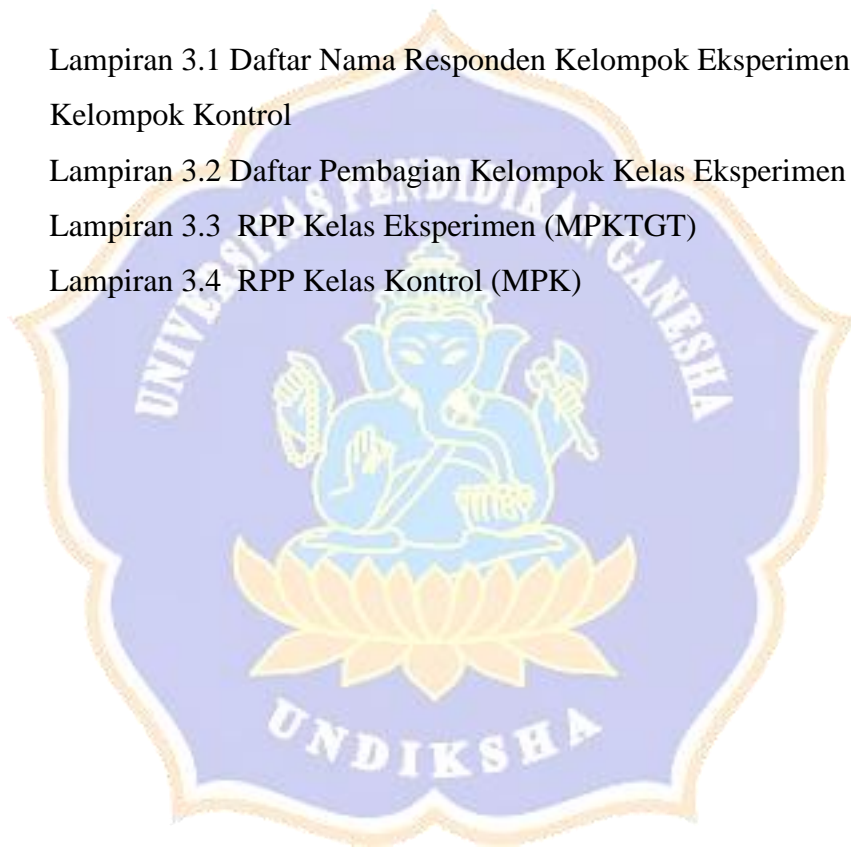 Lampiran 3.1 Daftar Nama Responden Kelompok Eksperimen
Kelompok Kontrol
Lampiran 3.2 Daftar Pembagian Kelompok Kelas Eksperimen
Lampiran 3.3 RPP Kelas Eksperimen (MPKTGT)
Lampiran 3.4 RPP Kelas Kontrol (MPK)
UNIVERSITAS PENDIDIKAN GANESHA
UNDIKSHA